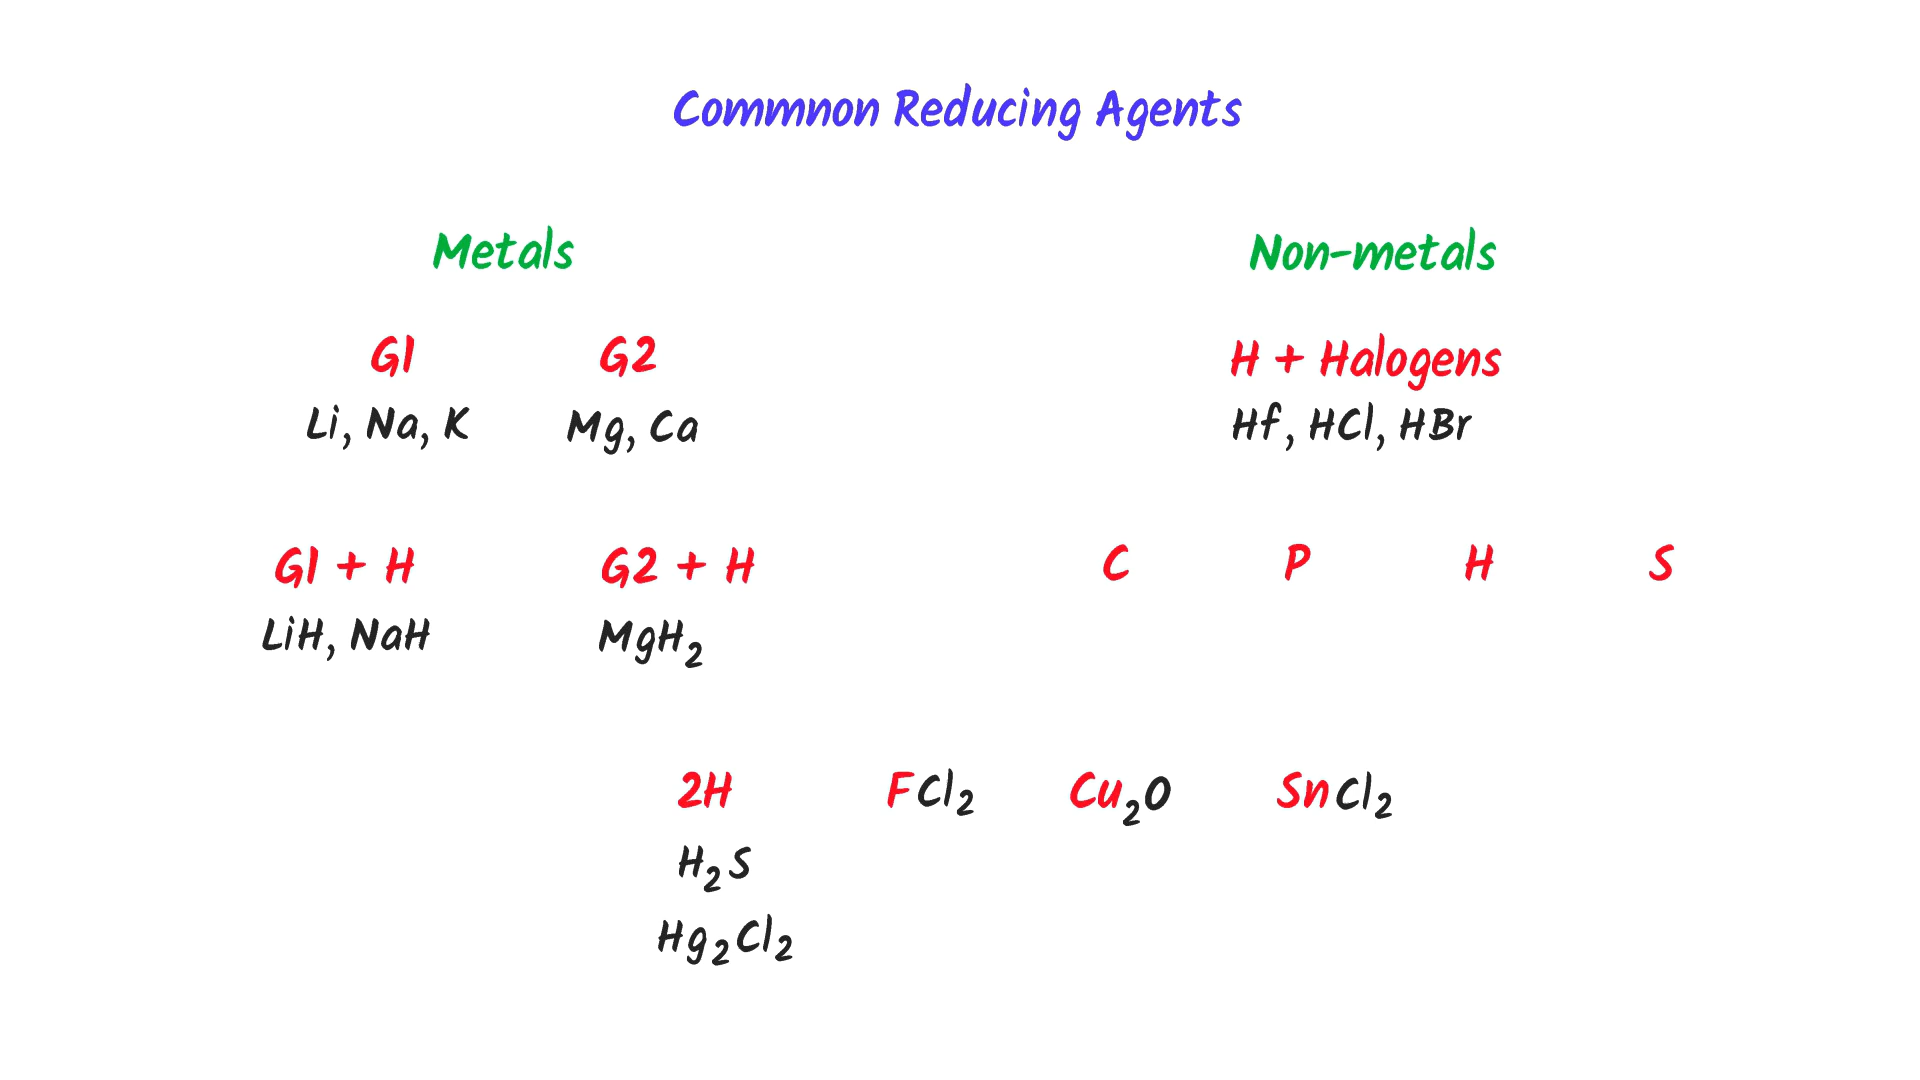 Commnon Reducing Agents
Metals
Non-metals
G1
G2
H + Halogens
Li, Na, K
Mg, Ca
Hf, HCl, HBr
G1 + H
G2 + H
C
P
H
S
LiH, NaH
MgH2
2H
FCl2
Cu2O
SnCl2
H2S
Hg2Cl2